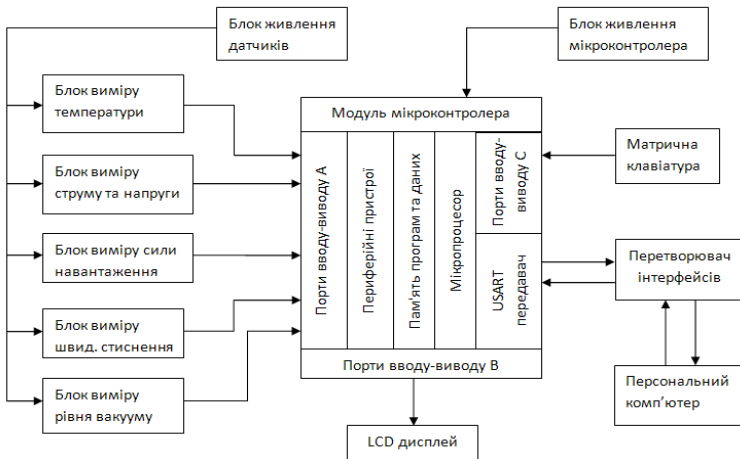 Блок живлення
датчиків
Блок живлення
мікроконтролера
Блок виміру
температури
Блок виміру
струму та напруги
Блок виміру сили
навантаження
Блок виміру
швид. стиснення
Блок виміру
рівня вакууму
Модуль мікроконтролера
Порти вводу-виводу А
Периферійні пристрої
Пам'ять програм та даних
Мікропроцесор
Порти вводу-
виводу С
USART
передавач
Порти вводу-виводу В
Матрична
клавіатура
Перетворювач
інтерфейсів
Персональний
комп’ютер
LCD дисплей